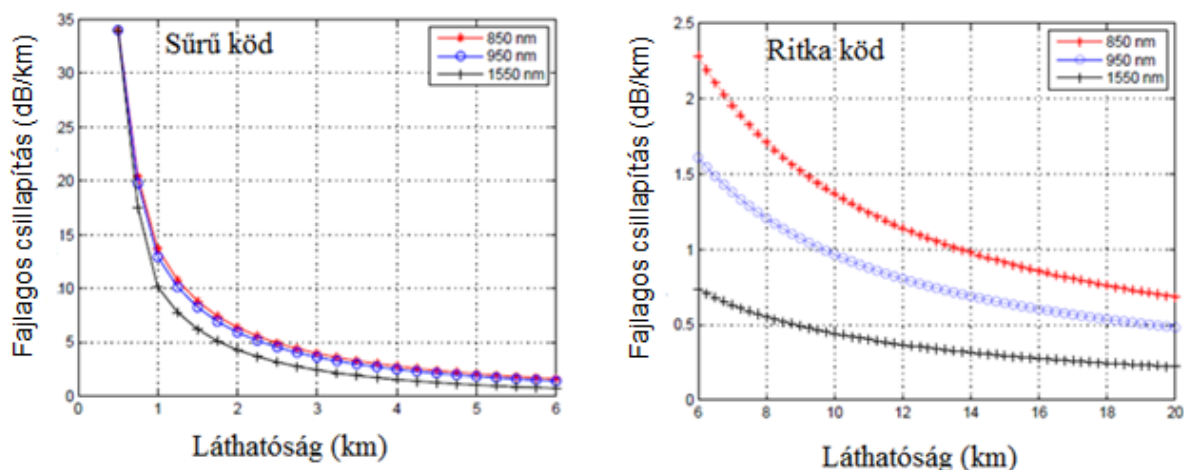 Sűrű köd
850 nm
950 nm
1550 nm
Fajlagos csillapítás (dB/km)
35
30
25
20
15
10
5
0
0 1 2 3 4 5 6
Láthatóság (km)
Ritka köd
850 nm
950 nm
1550 nm
Fajlagos csillapítás (dB/km)
2.5
2
1.5
1
0.5
0
6 8 10 12 14 16 18 20
Láthatóság (km)